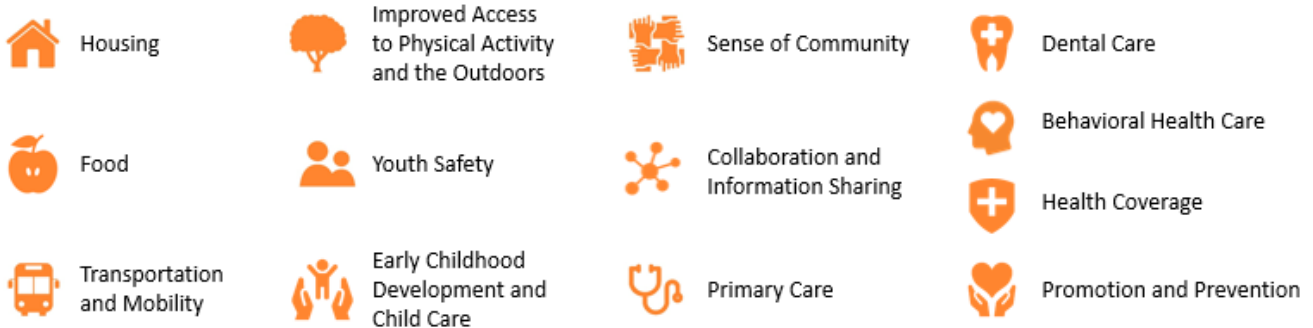 Housing
Food
Transportation
and Mobility
Improved Access
to Physical Activity
and the Outdoors
Youth Safety
Early Childhood
Development and
Child Care
Sense of Community
Collaboration and
Information Sharing
Primary Care
Dental Care
Behavioral Health Care
Health Coverage
Promotion and Prevention